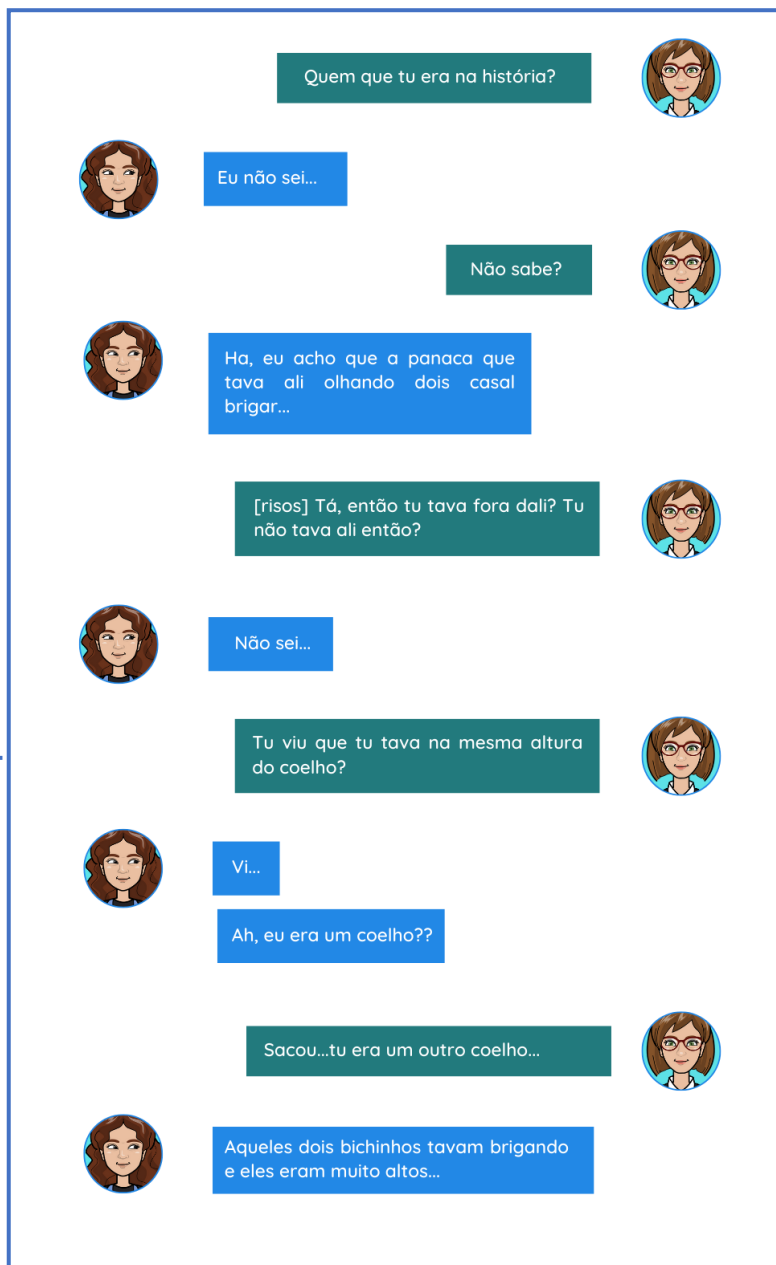 Quem que tu era na história?
Eu não sei...
Não sabe?
Ha, eu acho que a panaca que
tava ali olhando dois casal
brigar...
[risos] Tá, então tu tava fora dali? Tu
não tava ali então?
Não sei...
Tu viu que tu tava na mesma altura
do coelho?
Vi...
Ah, eu era um coelho??
Sacou...tu era um outro coelho...
Aqueles dois bichinhos tavam brigando
e eles eram muito altos...